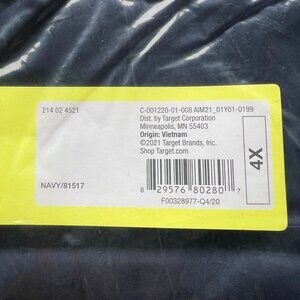 214 02 4521
C-001220-01-008 AIM21_01Y01-0199
Dist. by Target Corporation
Minneapolis, MN 55403
Origin: Vietnam
©2021 Target Brands, Inc.
Shop Target.com
4X
NAVY/81517
8 29576 80280 7
F00328977-Q4/20